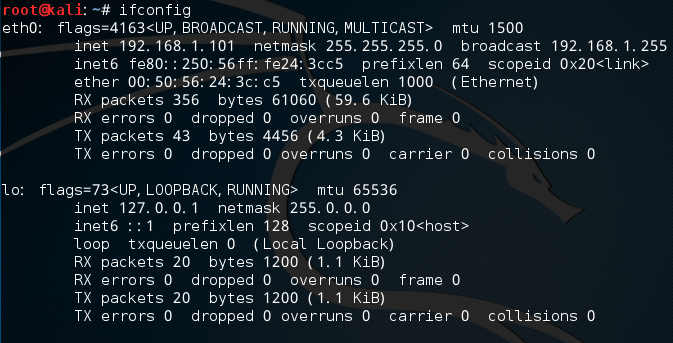 root@kali:~# ifconfig
eth0: flags=4163<UP,BROADCAST,RUNNING,MULTICAST> mtu 1500
inet 192.168.1.101 netmask 255.255.255.0 broadcast 192.168.1.255
inet6 fe80::250:56ff:fe24:3cc5 prefixlen 64 scopeid 0x20<link>
ether 00:50:56:24:3c:c5 txqueuelen 1000 (Ethernet)
RX packets 356 bytes 61060 (59.6 KiB)
RX errors 0 dropped 0 overruns 0 frame 0
TX packets 43 bytes 4456 (4.3 KiB)
TX errors 0 dropped 0 overruns 0 carrier 0 collisions 0
lo: flags=73<UP,LOOPBACK,RUNNING> mtu 65536
inet 127.0.0.1 netmask 255.0.0.0
inet6 ::1 prefixlen 128 scopeid 0x10<host>
loop txqueuelen 0 (Local Loopback)
RX packets 20 bytes 1200 (1.1 KiB)
RX errors 0 dropped 0 overruns 0 frame 0
TX packets 20 bytes 1200 (1.1 KiB)
TX errors 0 dropped 0 overruns 0 carrier 0 collisions 0